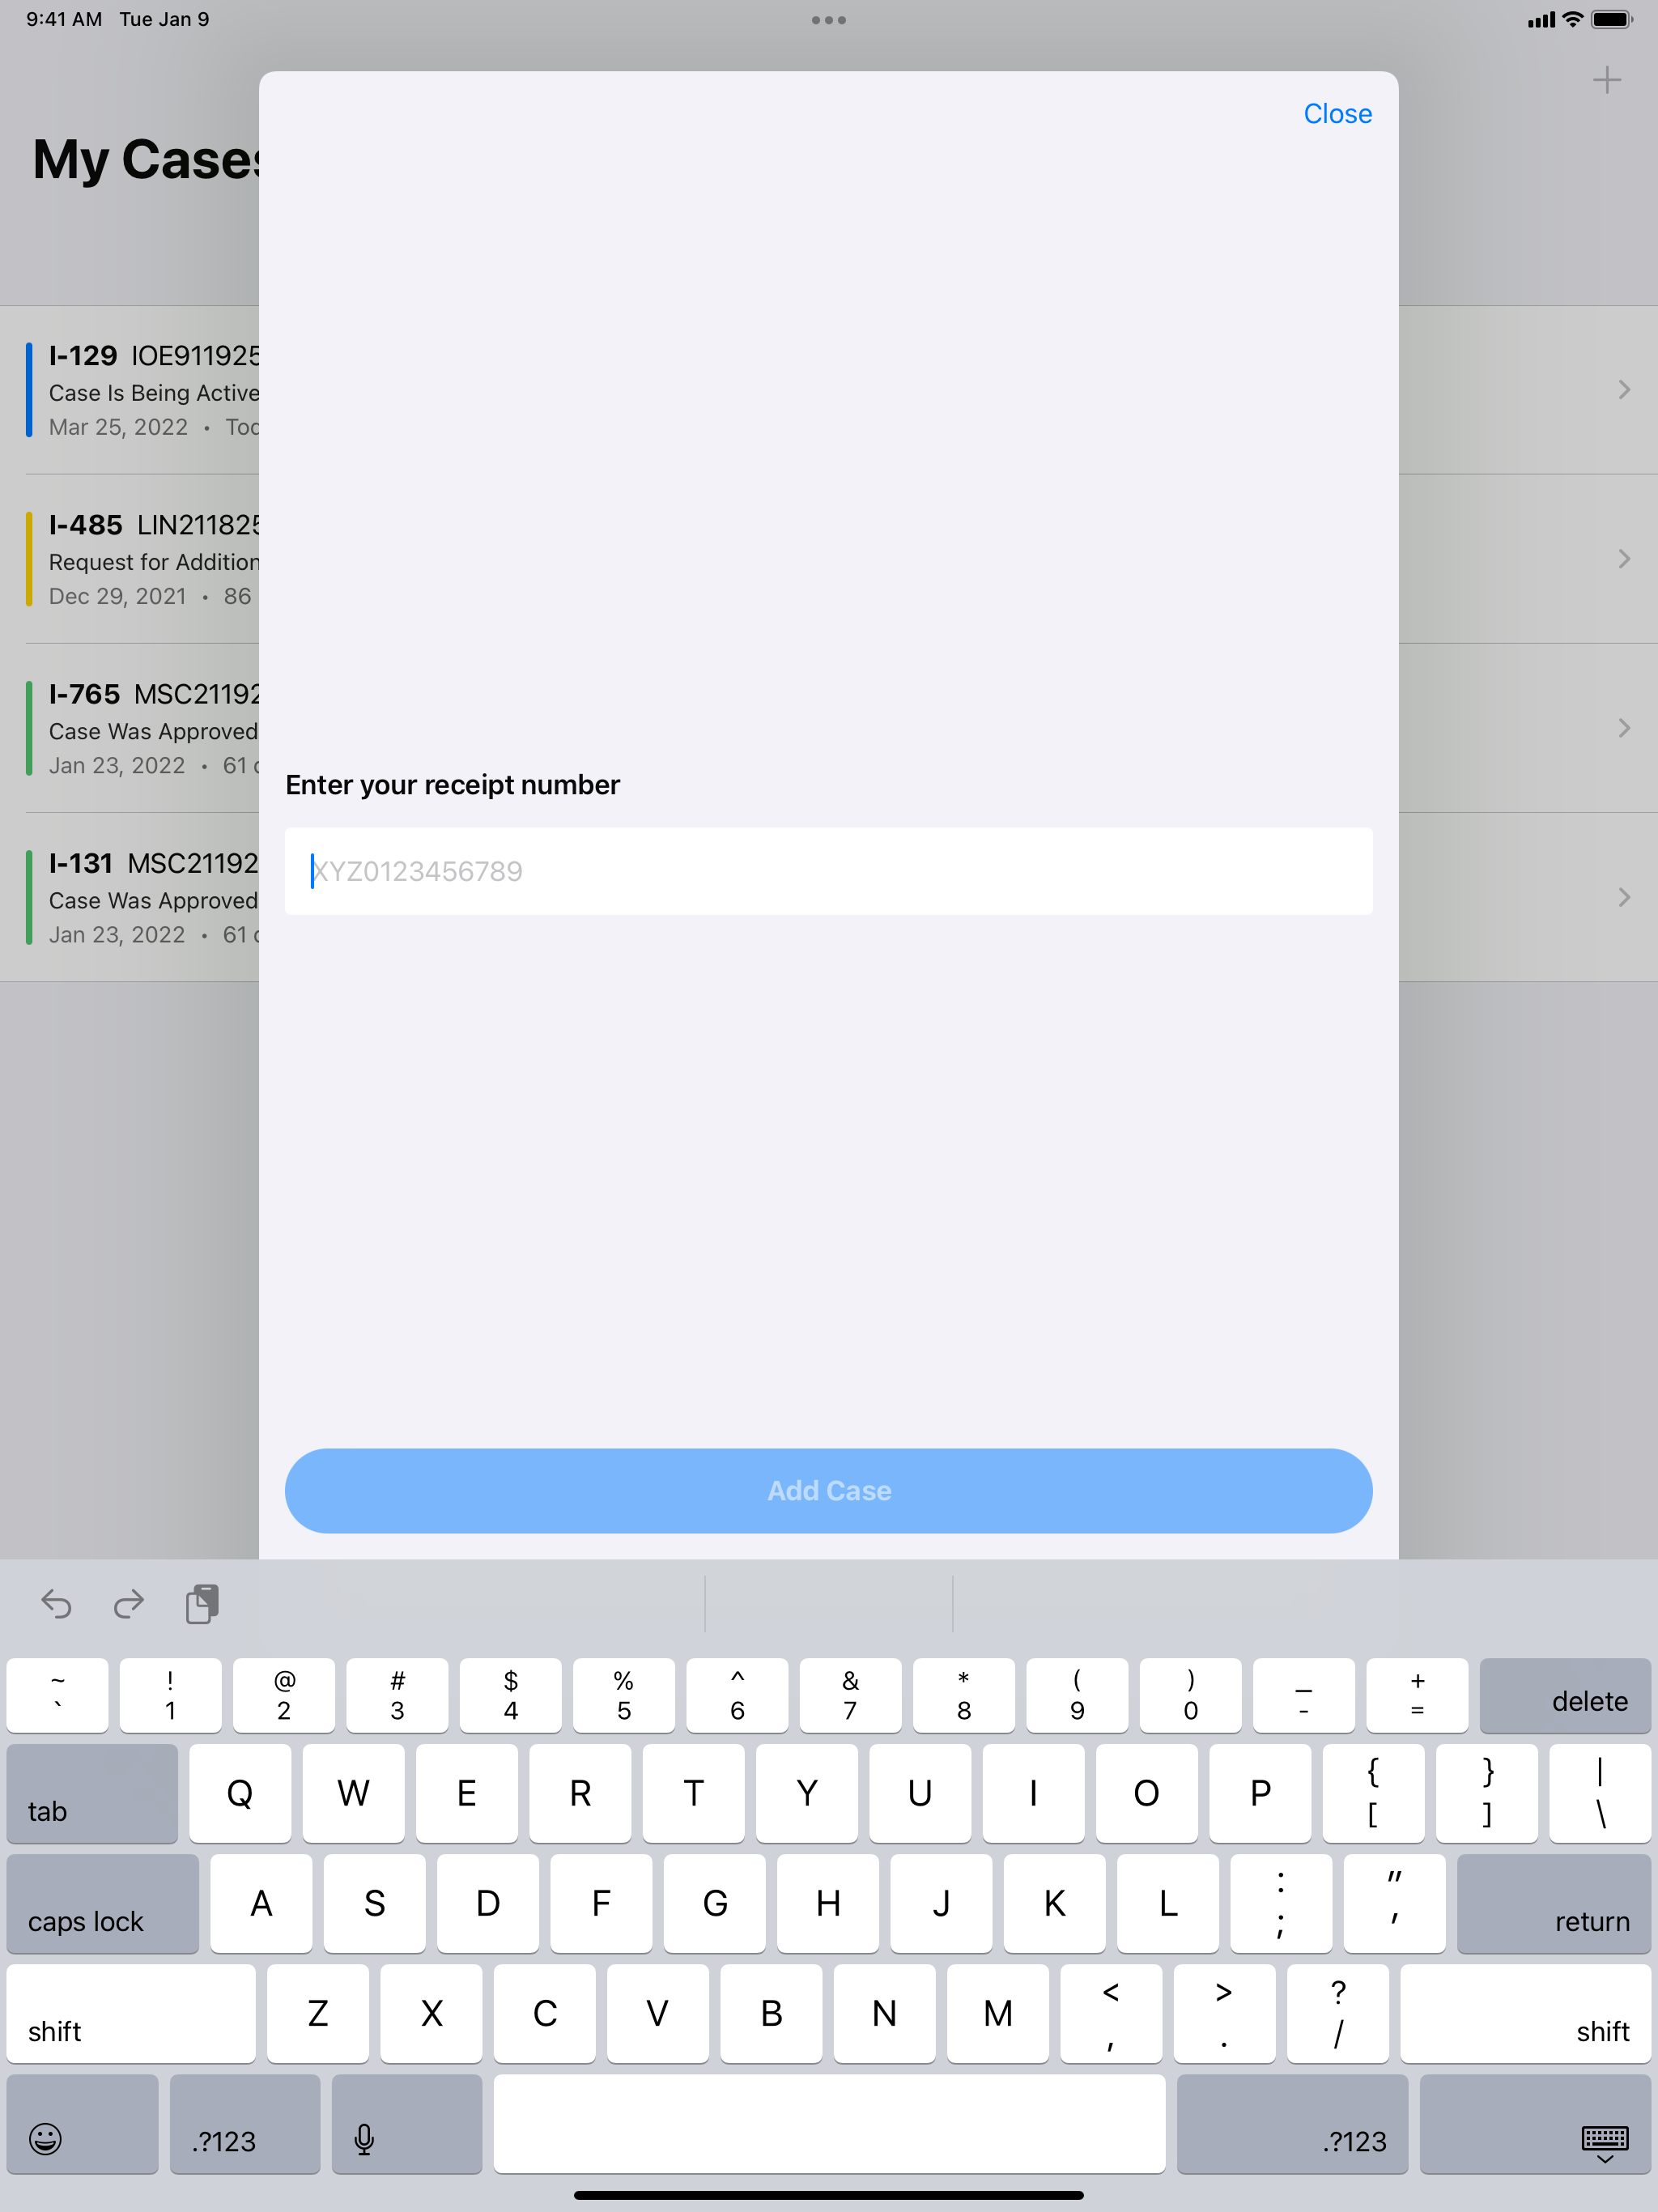 9:41 AM Tue Jan 9
Close
My Cases
I-129 IOE911925
Case Is Being Active
Mar 25, 2022 •
I-485 LIN211825
Request for Addition
Dec 29, 2021 • 86
I-765 MSC21192
Case Was Approved
Jan 23, 2022 • 61
Enter your receipt number
XYZ0123456789
I-131 MSC21192
Case Was Approved
Jan 23, 2022 • 61
Add Case
~ ! @ # $ % ^ & * ( ) _ +
` 1 2 3 4 5 6 7 8 9 0 - = delete
tab Q W E R T Y U I O P { [ } ] | \
caps lock A S D F G H J K L : ; " ' return
shift Z X C V B N M < , > . ? / shift
.?123 .?123